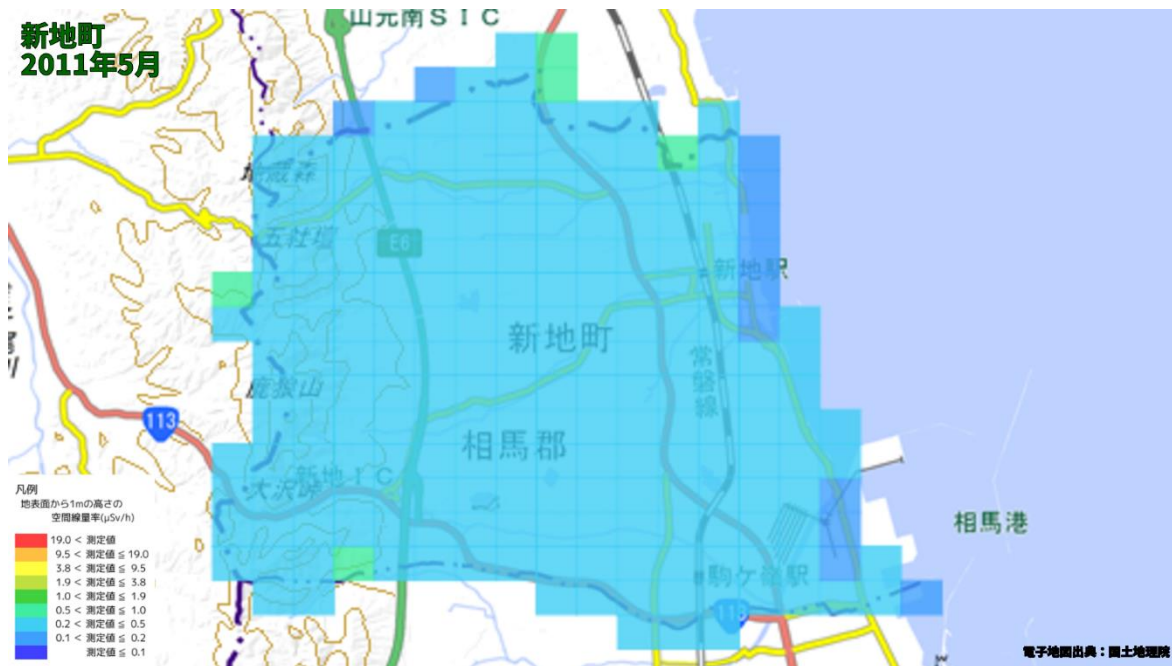 新地町
2011年5月
山元南SIC
五社壇
E6
新地駅
新地町
常磐線
鹿狼山
113
相馬郡
新地IC
大沢峠
相馬港
駒ケ嶺駅
113
凡例
地表面から1mの高さの
空間線量率(μSv/h)
19.0 < 測定値
9.5 < 測定値 ≤ 19.0
3.8 < 測定値 ≤ 9.5
1.9 < 測定値 ≤ 3.8
1.0 < 測定値 ≤ 1.9
0.5 < 測定値 ≤ 1.0
0.2 < 測定値 ≤ 0.5
0.1 < 測定値 ≤ 0.2
測定値 ≤ 0.1
電子地図出典:国土地理院